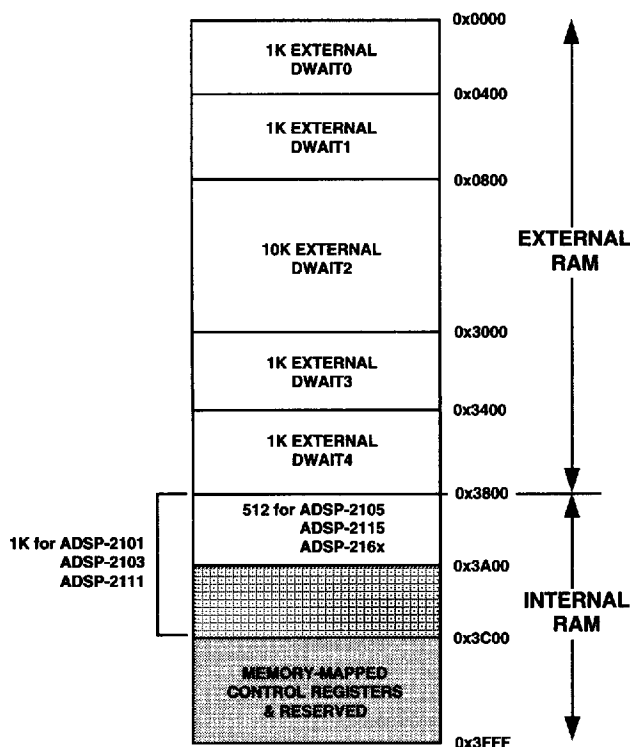 0x0000
1K EXTERNAL
DWAIT0
0x0400
1K EXTERNAL
DWAIT1
0x0800
10K EXTERNAL
DWAIT2
EXTERNAL
RAM
0x3000
1K EXTERNAL
DWAIT3
0x3400
1K EXTERNAL
DWAIT4
0x3800
512 for ADSP-2105
ADSP-2115
ADSP-216x
1K for ADSP-2101
ADSP-2103
ADSP-2111
0x3A00
INTERNAL
RAM
0x3C00
MEMORY-MAPPED
CONTROL REGISTERS
& RESERVED
0x3FFF